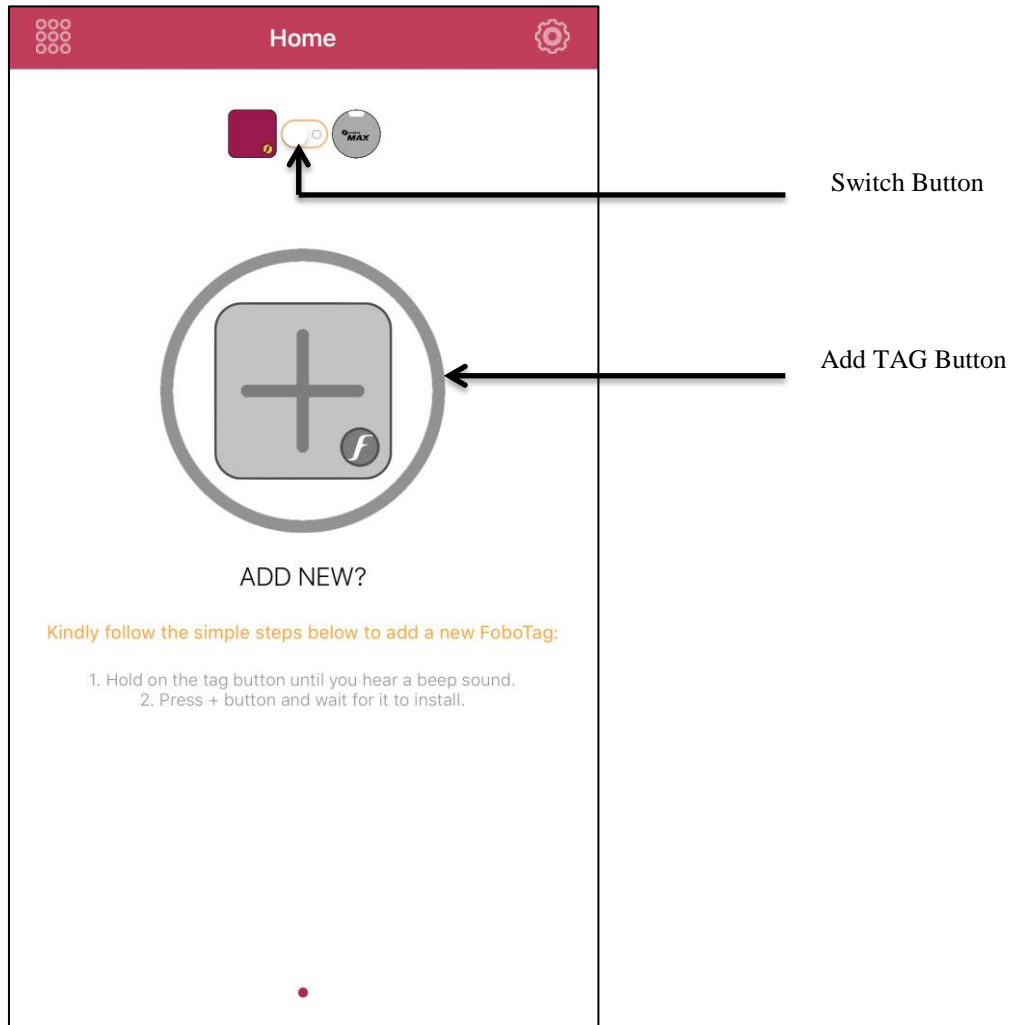 Home
MAX
Switch Button
Add TAG Button
f
ADD NEW?
Kindly follow the simple steps below to add a new FoboTag:
1. Hold on the tag button until you hear a beep sound.
2. Press + button and wait for it to install.